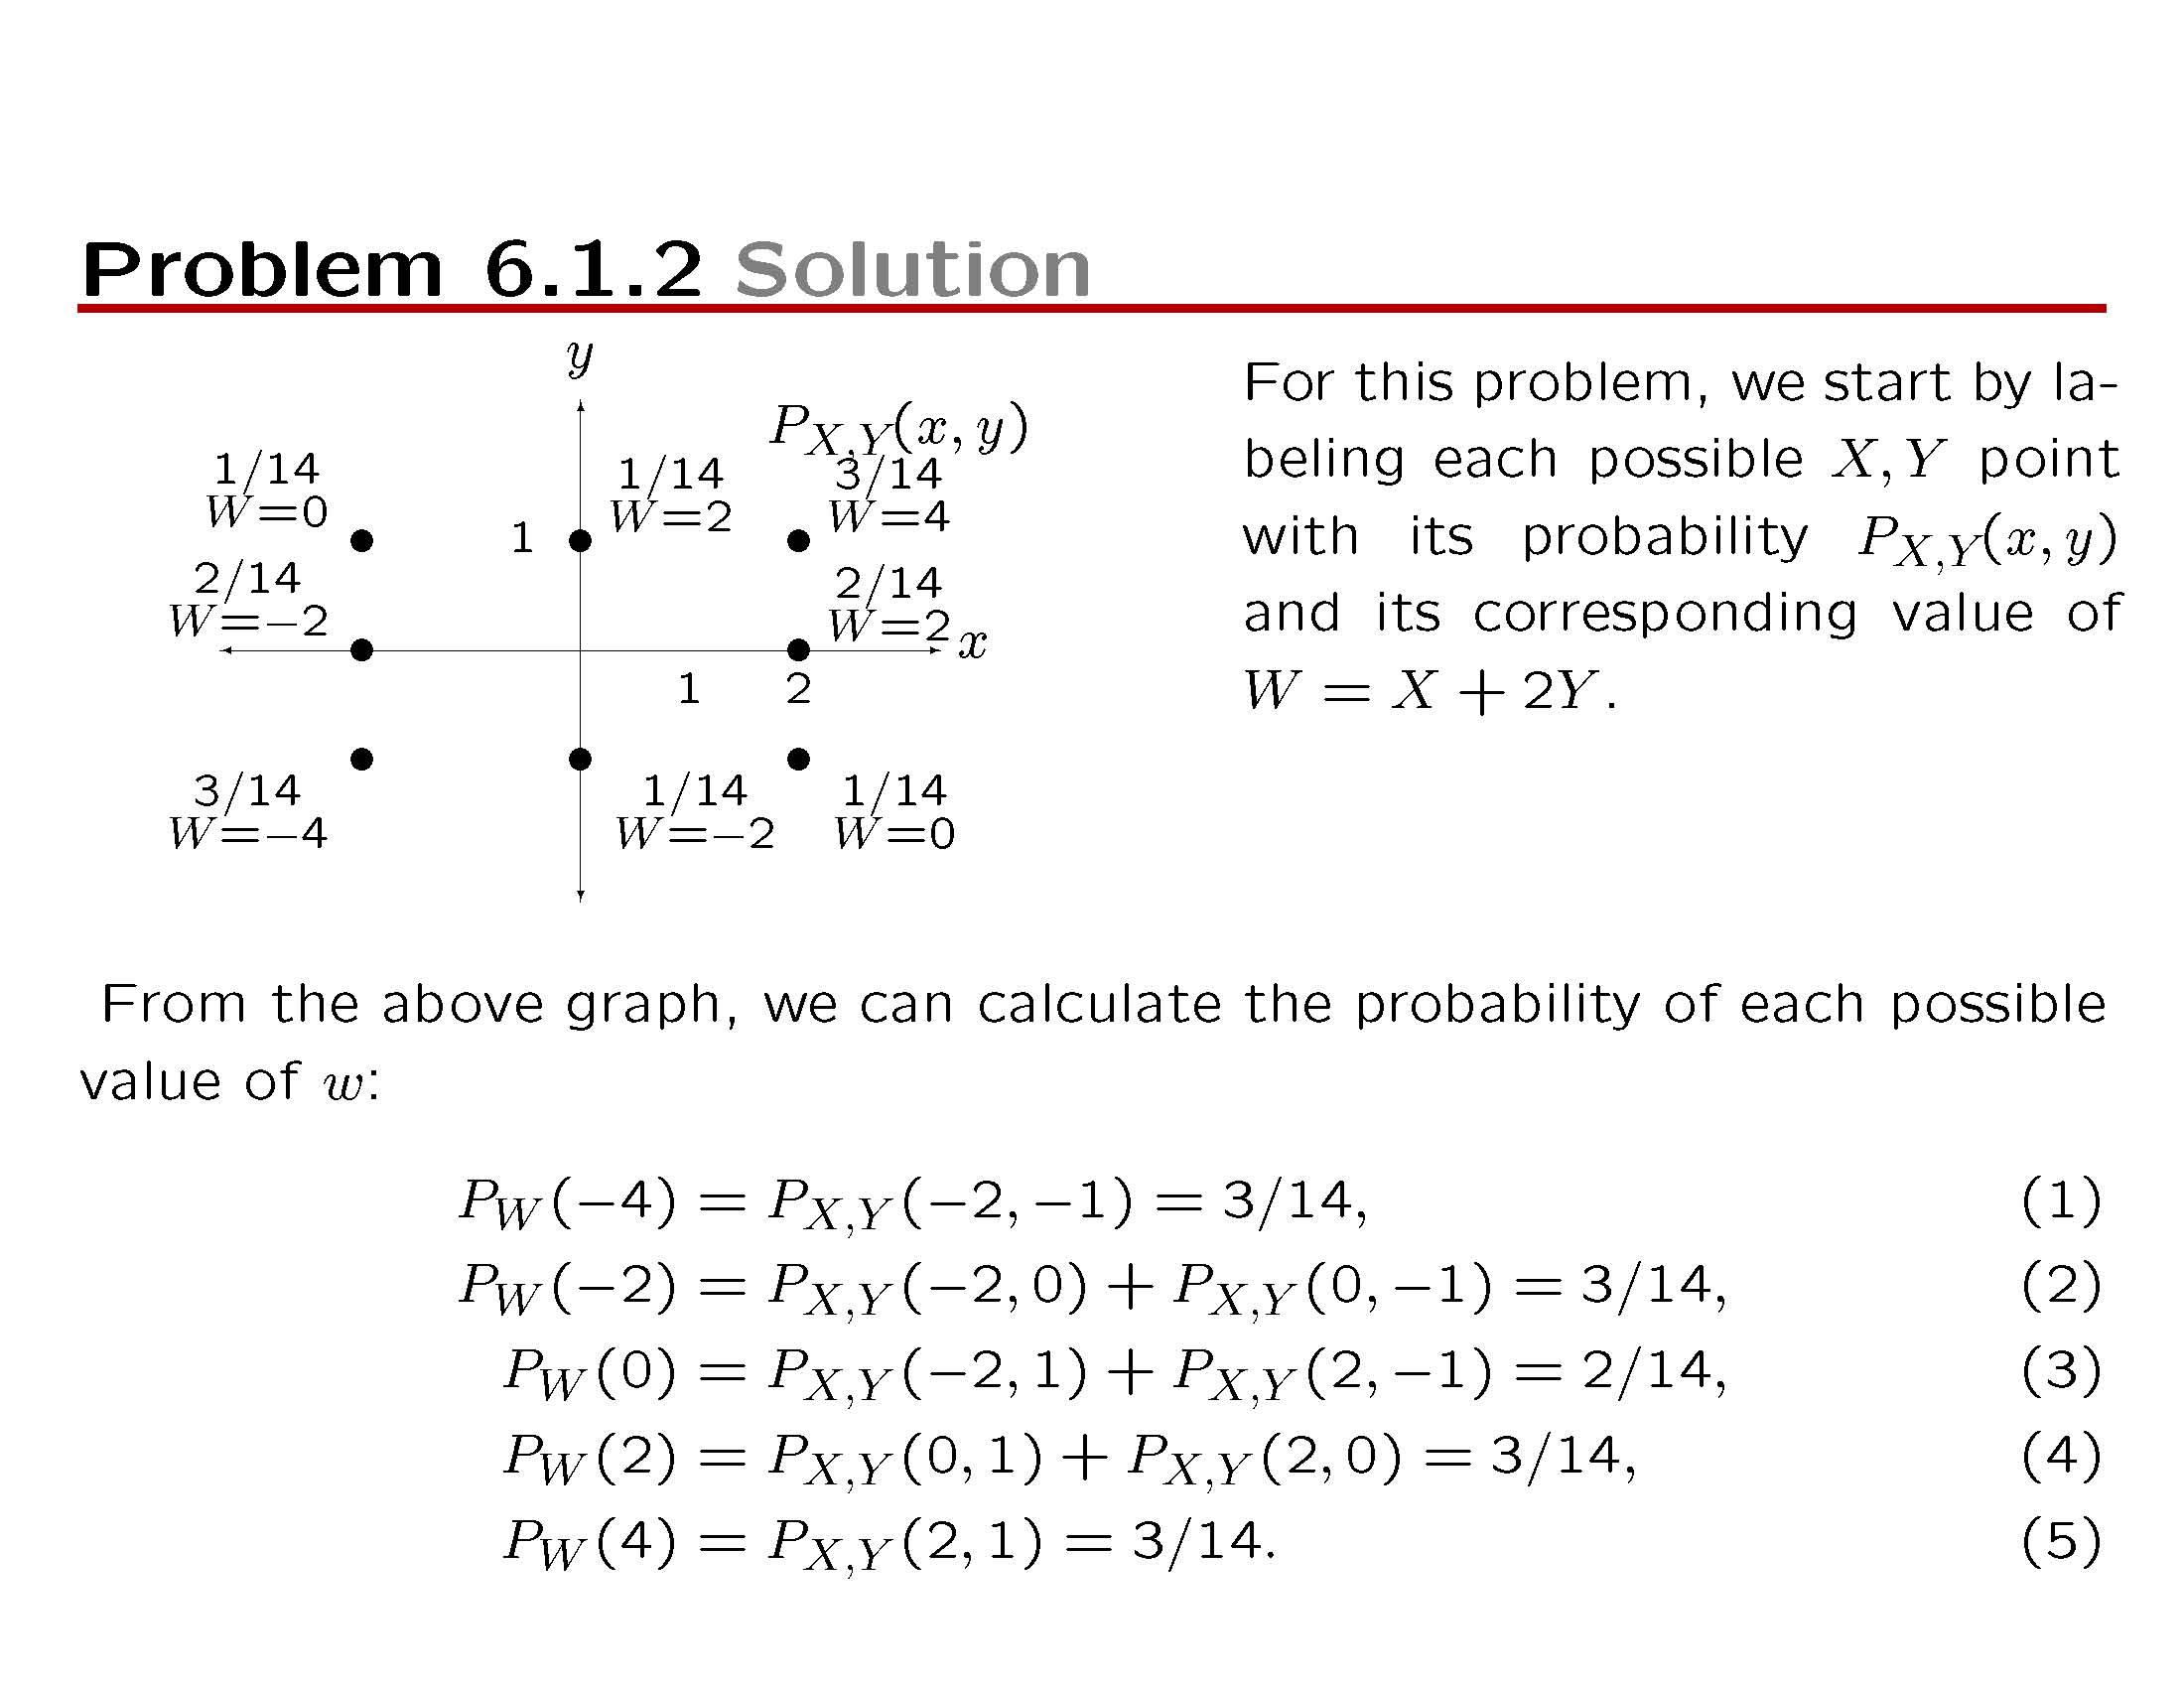 Problem 6.1.2 Solution
y
P_{X,Y}(x, y)
1/14
W=0
1/14
W=2
3/14
W=4
1
2/14
W=−2
2/14
W=2
x
1 2
3/14
W=−4
1/14
W=−2
1/14
W=0
For this problem, we start by la-
beling each possible X, Y point
with its probability P_{X,Y}(x, y)
and its corresponding value of
W = X + 2Y.
From the above graph, we can calculate the probability of each possible
value of w:
P_W(−4) = P_{X,Y}(−2, −1) = 3/14, (1)
P_W(−2) = P_{X,Y}(−2, 0) + P_{X,Y}(0, −1) = 3/14, (2)
P_W(0) = P_{X,Y}(−2, 1) + P_{X,Y}(2, −1) = 2/14, (3)
P_W(2) = P_{X,Y}(0, 1) + P_{X,Y}(2, 0) = 3/14, (4)
P_W(4) = P_{X,Y}(2, 1) = 3/14. (5)